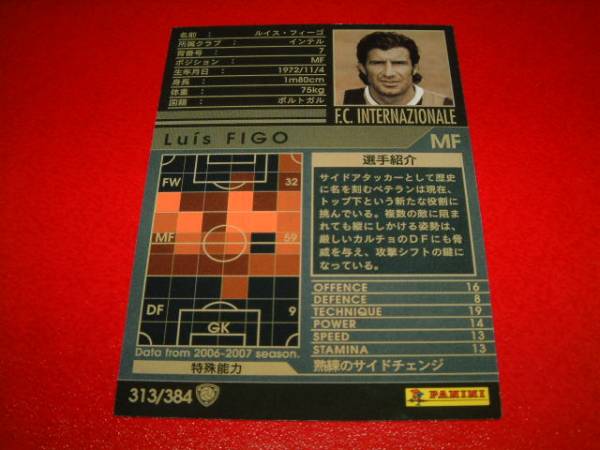 名前 : ルイス・フィーゴ
所属クラブ : インテル
背番号 : 7
ポジション : MF
生年月日 : 1972/11/4
身長 : 1m80cm
体重 : 75kg
国籍 : ポルトガル
F.C. INTERNAZIONALE
Luís FIGO
MF
FW 32
MF 59
DF 9
GK
Data from 2006-2007 season.
特殊能力
選手紹介
サイドアタッカーとして歴史
に名を刻むベテランは現在、
トップ下という新たな役割に
挑んでいる。複数の敵に阻ま
れても縦にしかける姿勢は、
厳しいカルチョのDFにも脅
威を与え、攻撃シフトの鍵に
なっている。
OFFENCE 16
DEFENCE 8
TECHNIQUE 19
POWER 14
SPEED 13
STAMINA 13
熟練のサイドチェンジ
313/384
PANINI